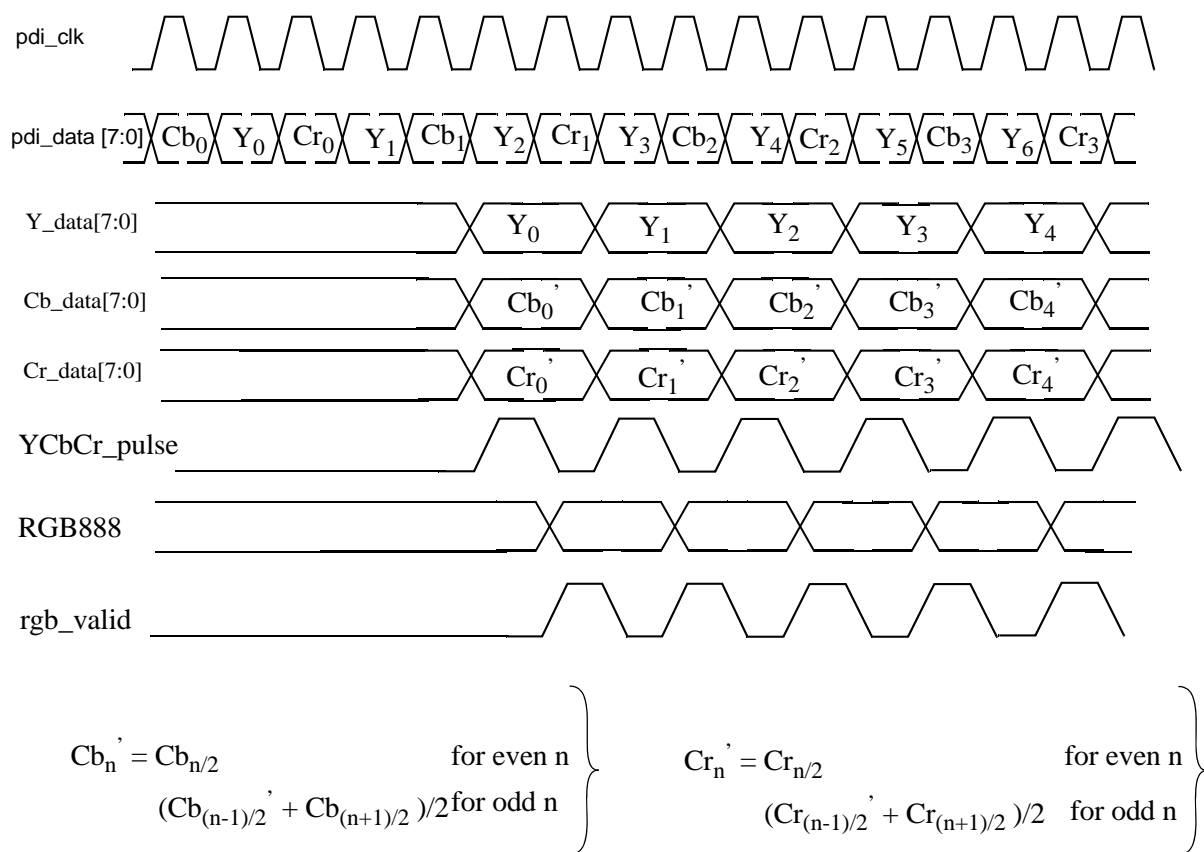 pdi_clk
pdi_data [7:0] Cb0 Y0 Cr0 Y1 Cb1 Y2 Cr1 Y3 Cb2 Y4 Cr2 Y5 Cb3 Y6 Cr3
Y_data[7:0] Y0 Y1 Y2 Y3 Y4
Cb_data[7:0] Cb0’ Cb1’ Cb2’ Cb3’ Cb4’
Cr_data[7:0] Cr0’ Cr1’ Cr2’ Cr3’ Cr4’
YCbCr_pulse
RGB888
rgb_valid
Cbn’ = Cbn/2 for even n
(Cb(n-1)/2’ + Cb(n+1)/2 )/2 for odd n
Crn’ = Crn/2 for even n
(Cr(n-1)/2’ + Cr(n+1)/2 )/2 for odd n